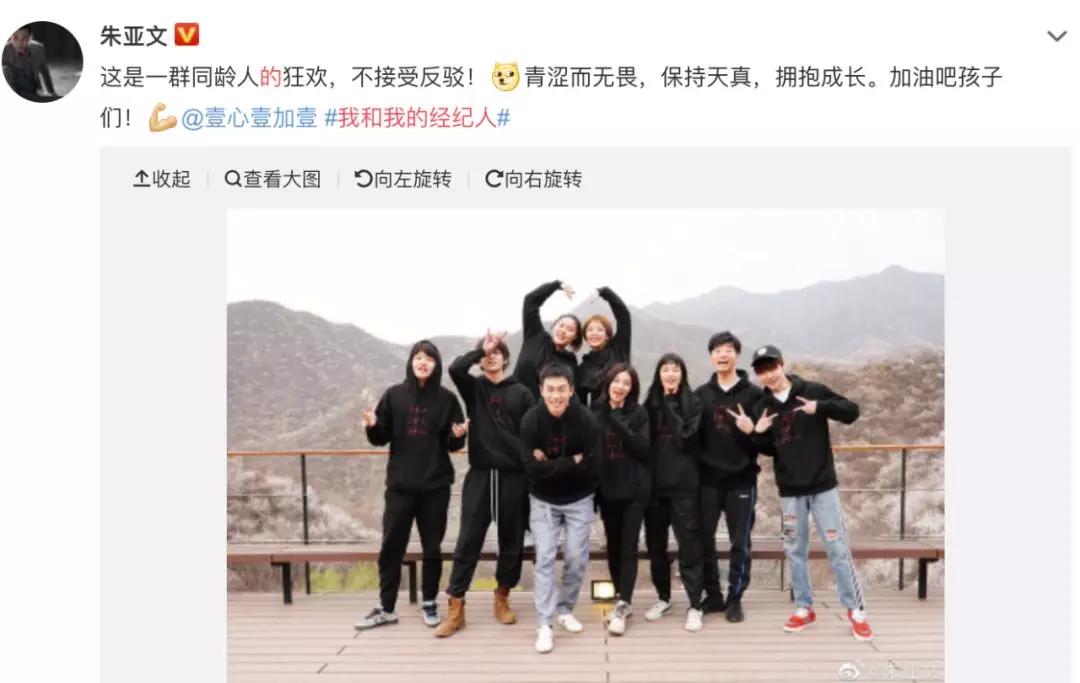 朱亚文
这是一群同龄人的狂欢，不接受反驳！青涩而无畏，保持天真，拥抱成长。加油吧孩子
们！@壹心壹加壹 #我和我的经纪人#
收起 查看大图 向左旋转 向右旋转